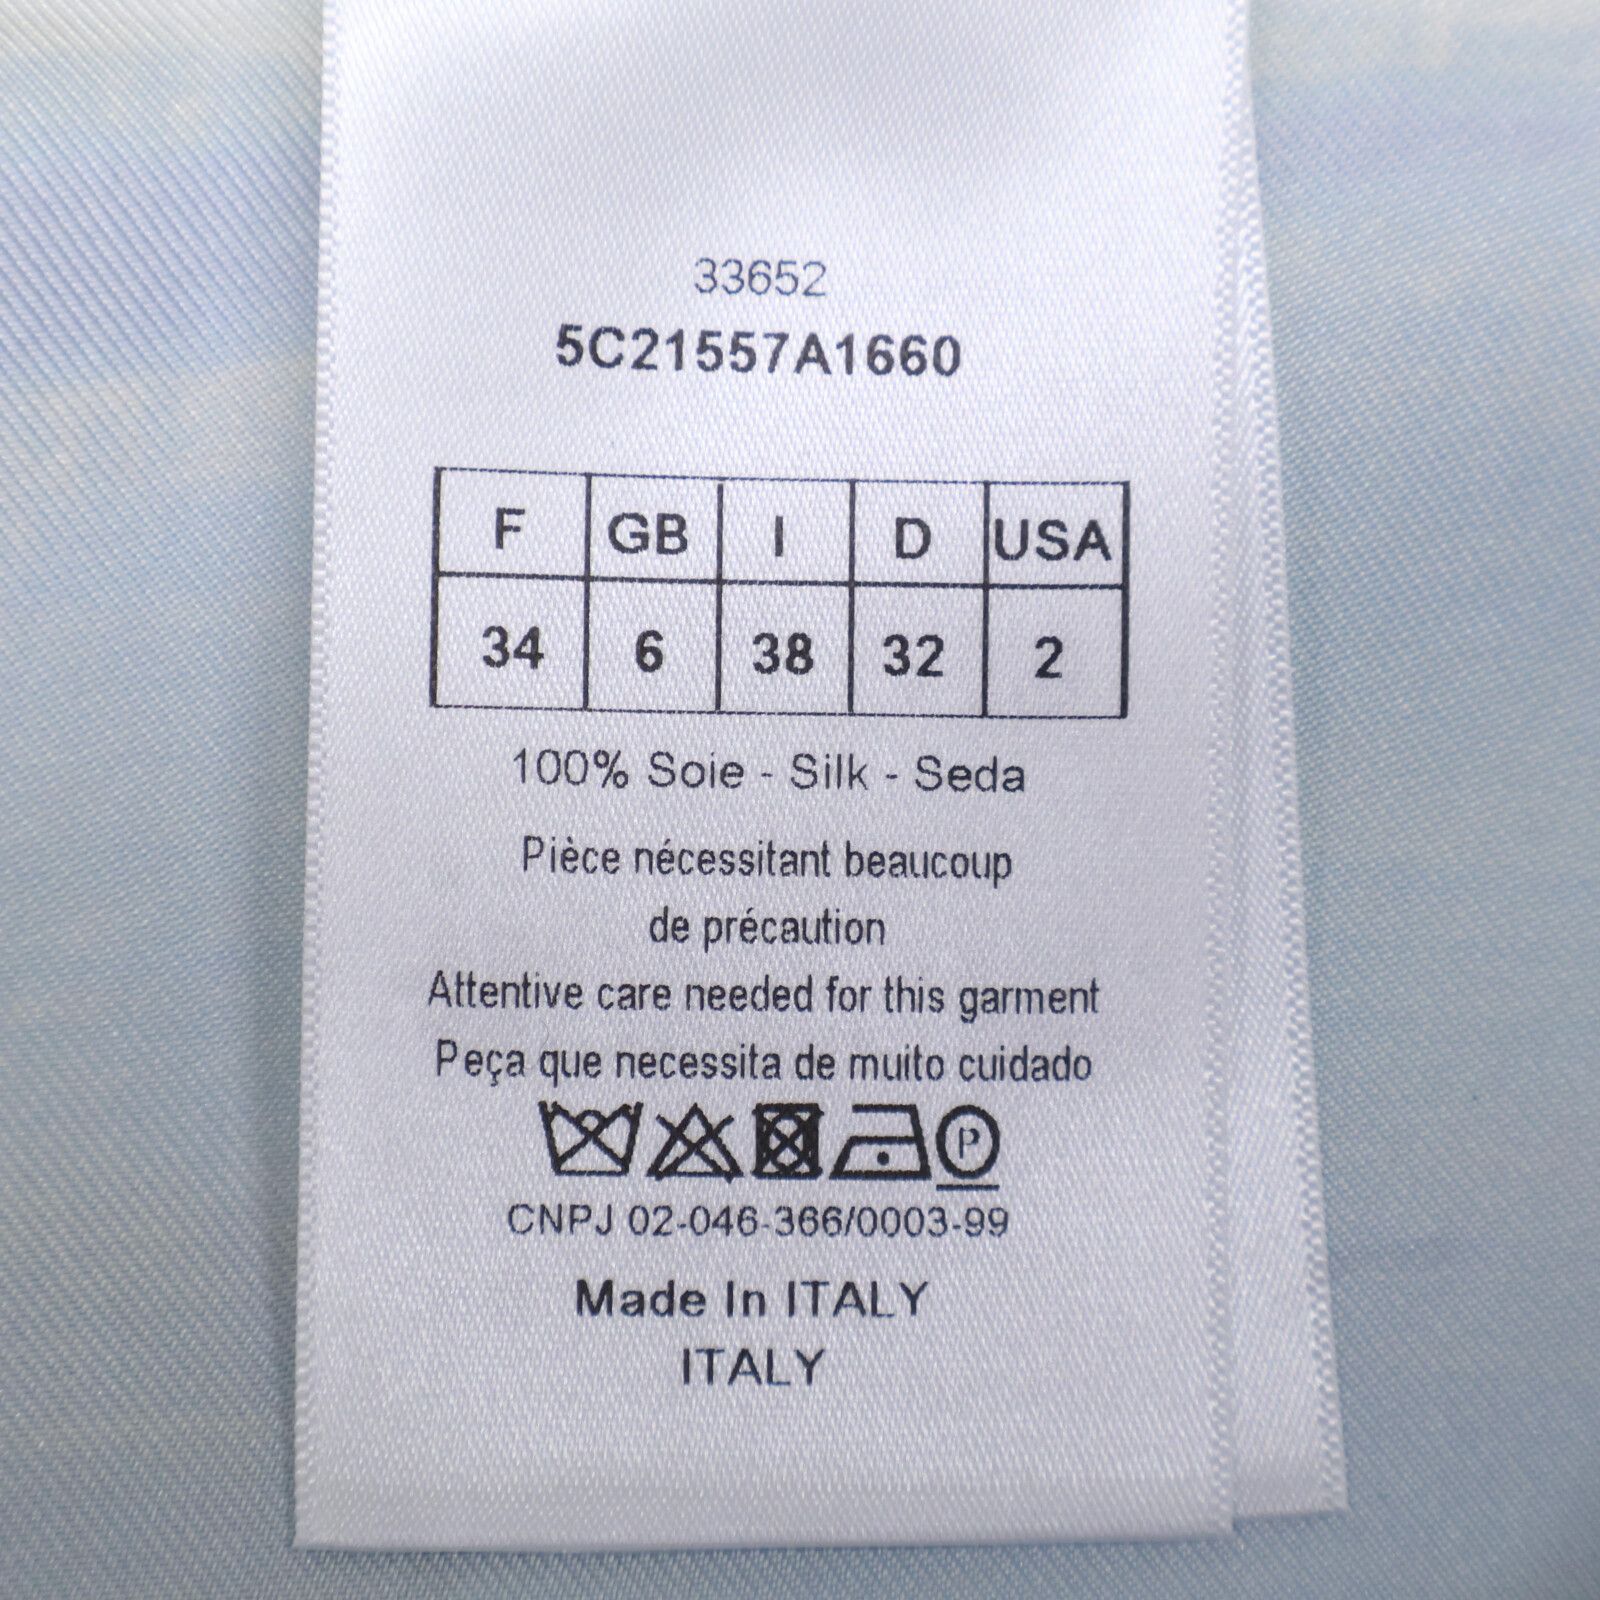 33652
5C21557A1660
F GB I D USA
34 6 38 32 2
100% Soie - Silk - Seda
Pièce nécessitant beaucoup
de précaution
Attentive care needed for this garment
Peça que necessita de muito cuidado
P
CNPJ 02-046-366/0003-99
Made In ITALY
ITALY